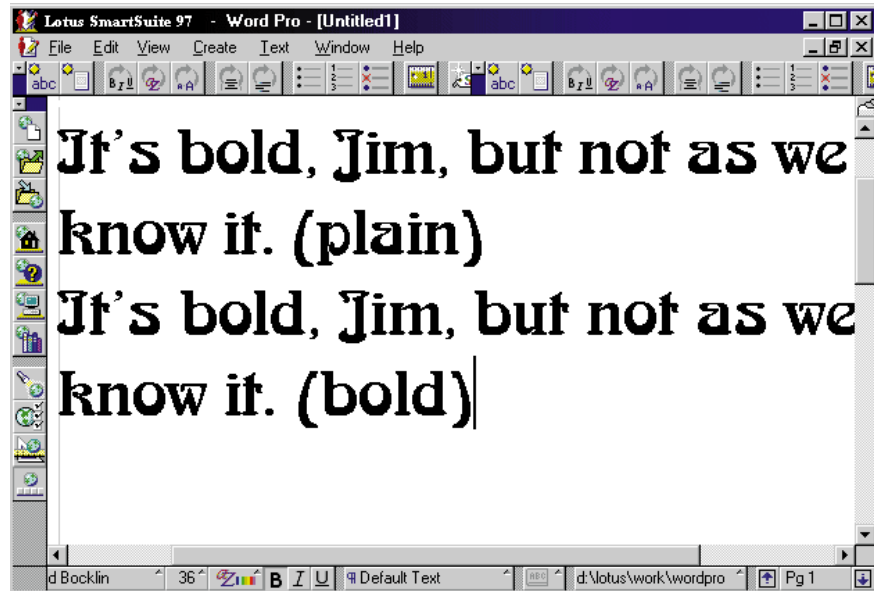 Lotus SmartSuite 97 - Word Pro - [Untitled1]
File Edit View Create Text Window Help
It's bold, Jim, but not as we
know it. (plain)
It's bold, Jim, but not as we
know it. (bold)
d Bocklin 36 B I U Default Text d:\lotus\work\wordpro Pg 1